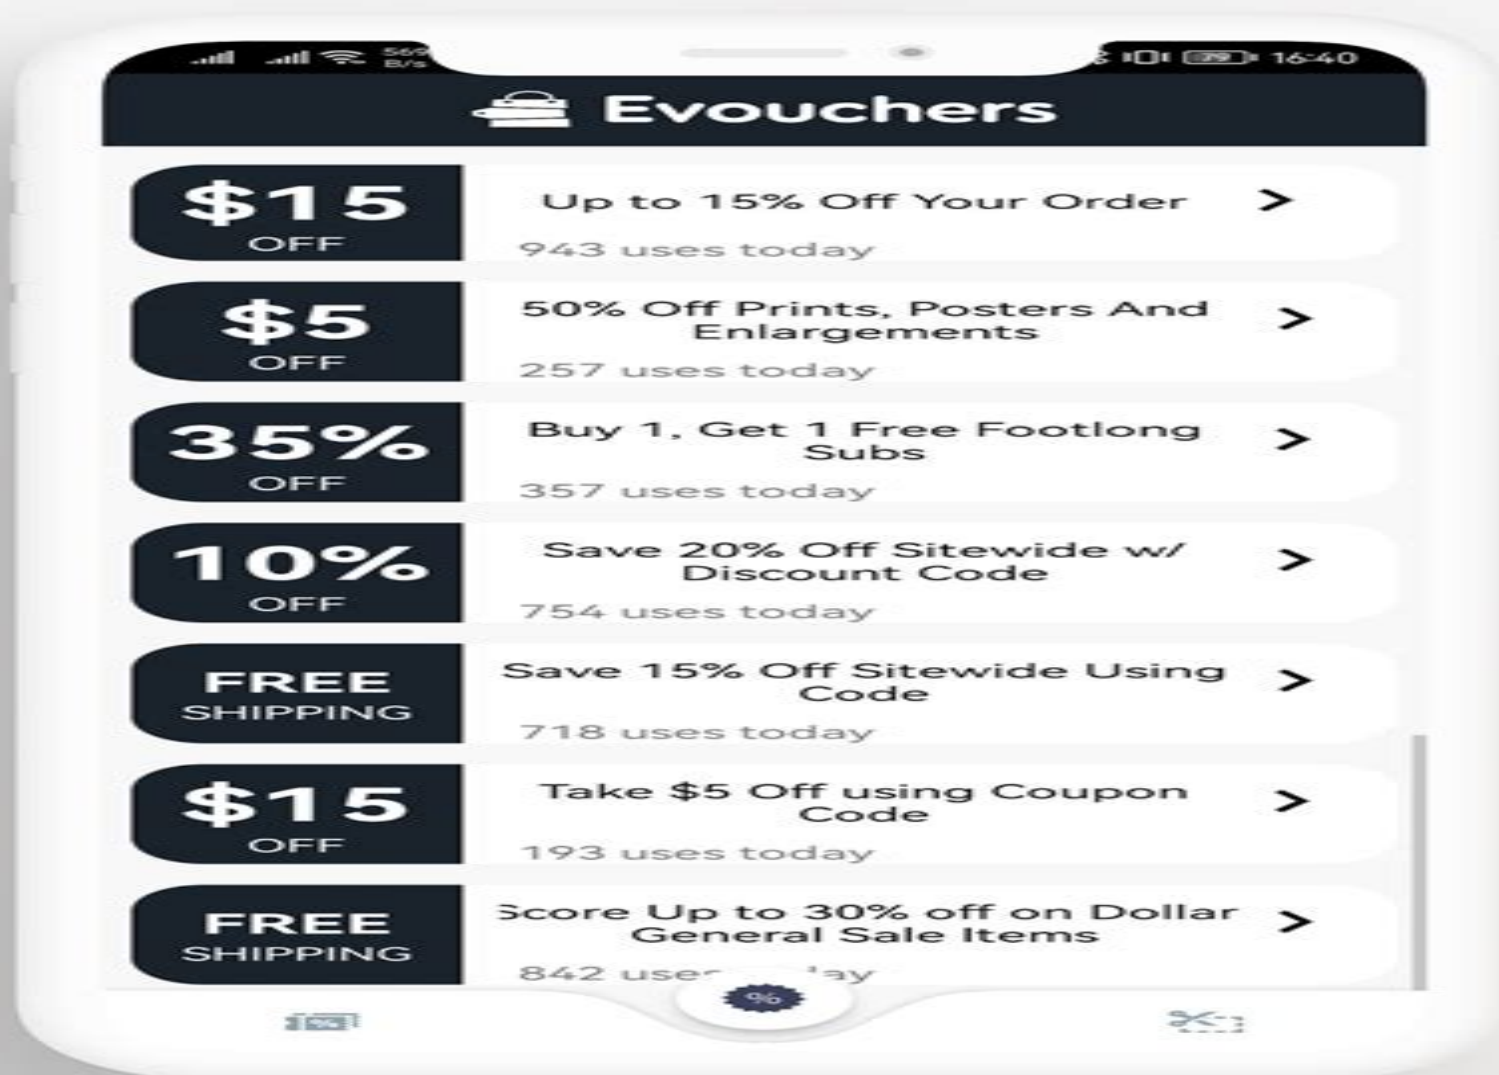 569
B/s
79
16:40
Evouchers
$15
OFF
Up to 15% Off Your Order
943 uses today
$5
OFF
50% Off Prints, Posters And
Enlargements
257 uses today
35%
OFF
Buy 1, Get 1 Free Footlong
Subs
357 uses today
10%
OFF
Save 20% Off Sitewide w/
Discount Code
754 uses today
FREE
SHIPPING
Save 15% Off Sitewide Using
Code
718 uses today
$15
OFF
Take $5 Off using Coupon
Code
193 uses today
FREE
SHIPPING
Score Up to 30% off on Dollar
General Sale Items
842 uses
%